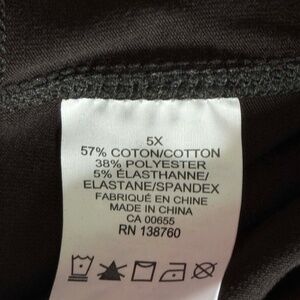 5X
57% COTON/COTTON
38% POLYESTER
5% ÉLASTHANNE/
ELASTANE/SPANDEX
FABRIQUÉ EN CHINE
MADE IN CHINA
CA 00655
RN 138760